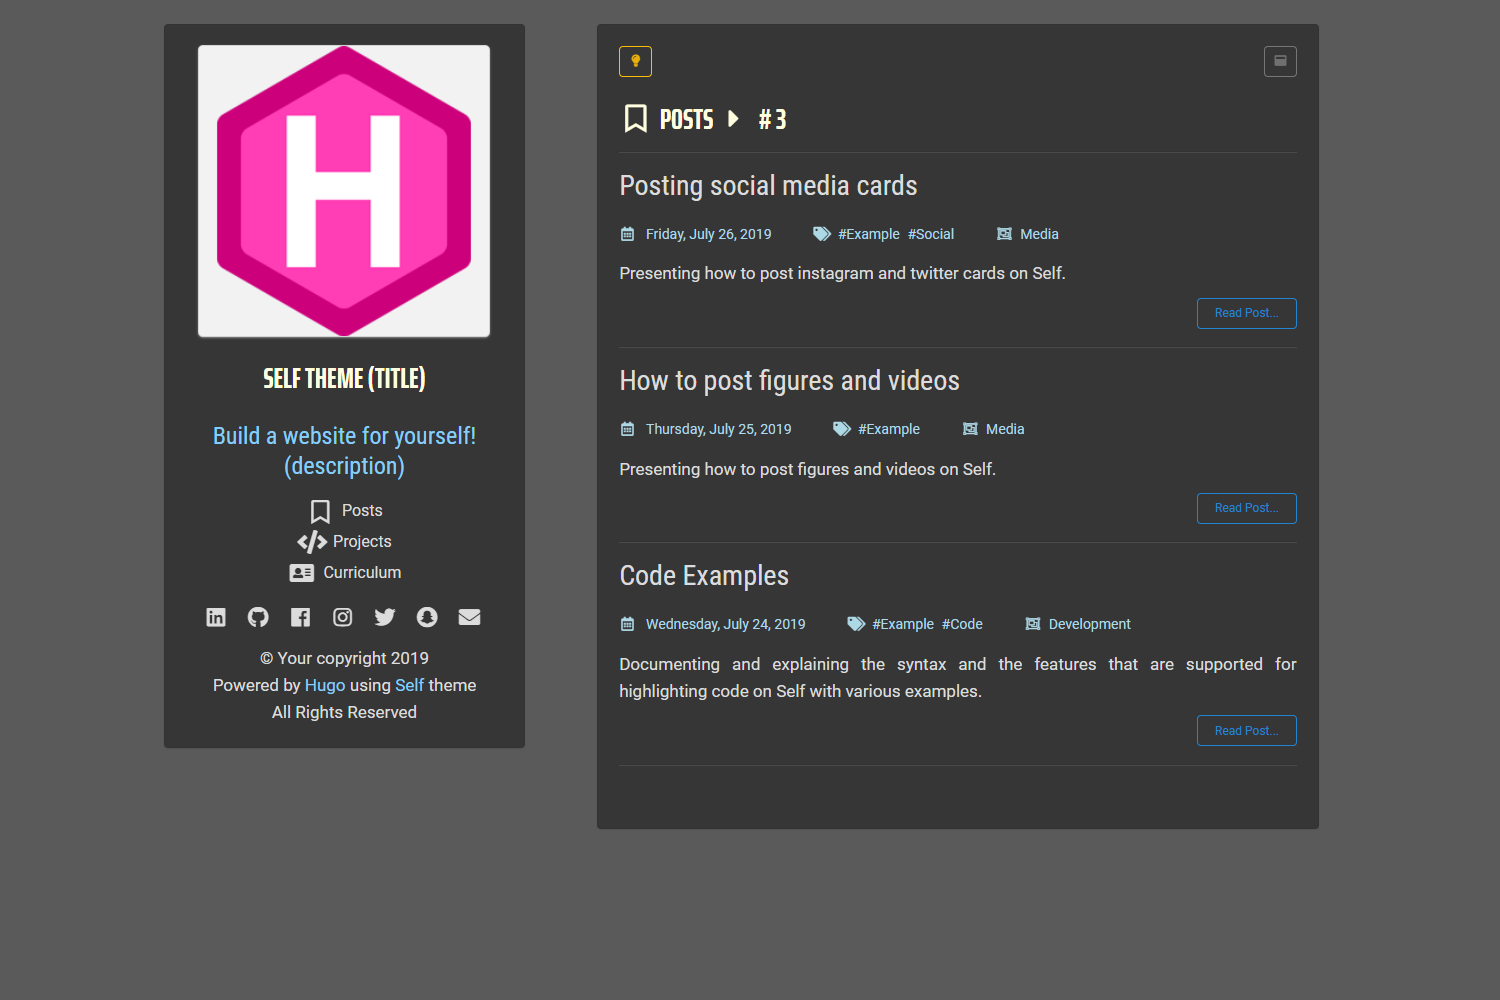 H
SELF THEME (TITLE)
Build a website for yourself!
(description)
Posts
Projects
Curriculum
© Your copyright 2019
Powered by Hugo using Self theme
All Rights Reserved
POSTS # 3
Posting social media cards
Friday, July 26, 2019 #Example #Social Media
Presenting how to post instagram and twitter cards on Self.
Read Post...
How to post figures and videos
Thursday, July 25, 2019 #Example Media
Presenting how to post figures and videos on Self.
Read Post...
Code Examples
Wednesday, July 24, 2019 #Example #Code Development
Documenting and explaining the syntax and the features that are supported for
highlighting code on Self with various examples.
Read Post...